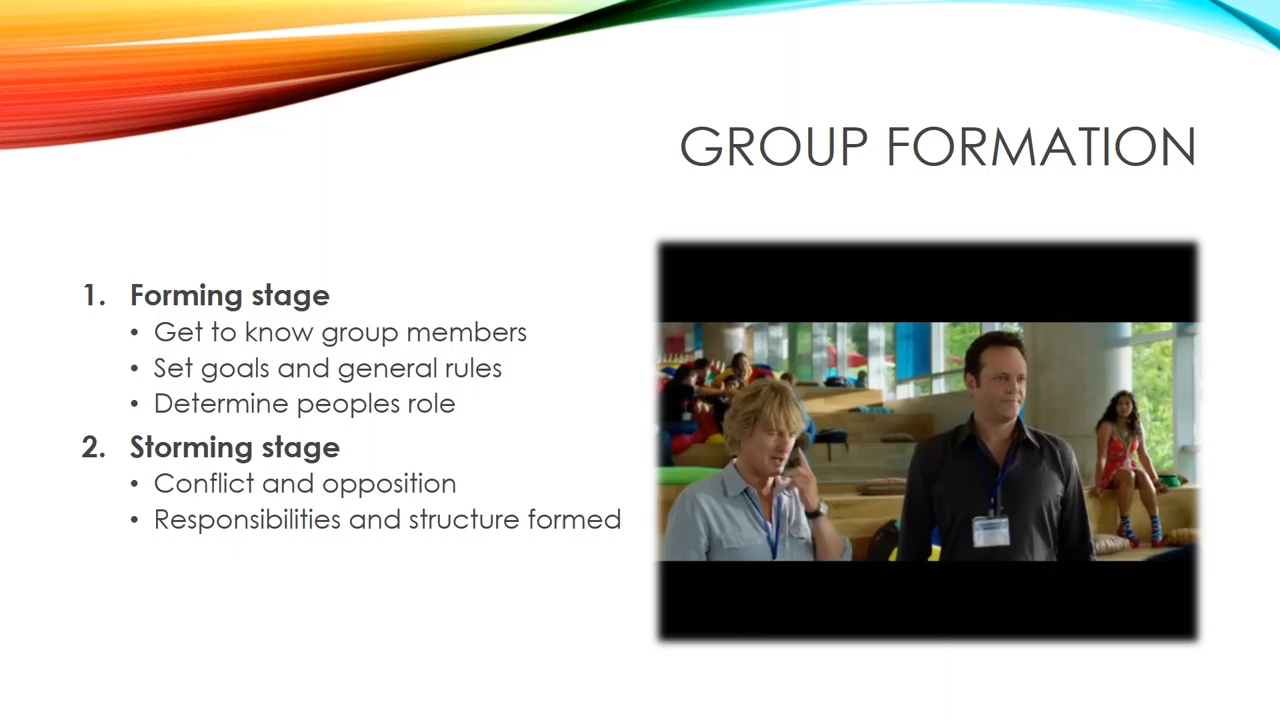 GROUP FORMATION
1. Forming stage
• Get to know group members
• Set goals and general rules
• Determine peoples role
2. Storming stage
• Conflict and opposition
• Responsibilities and structure formed